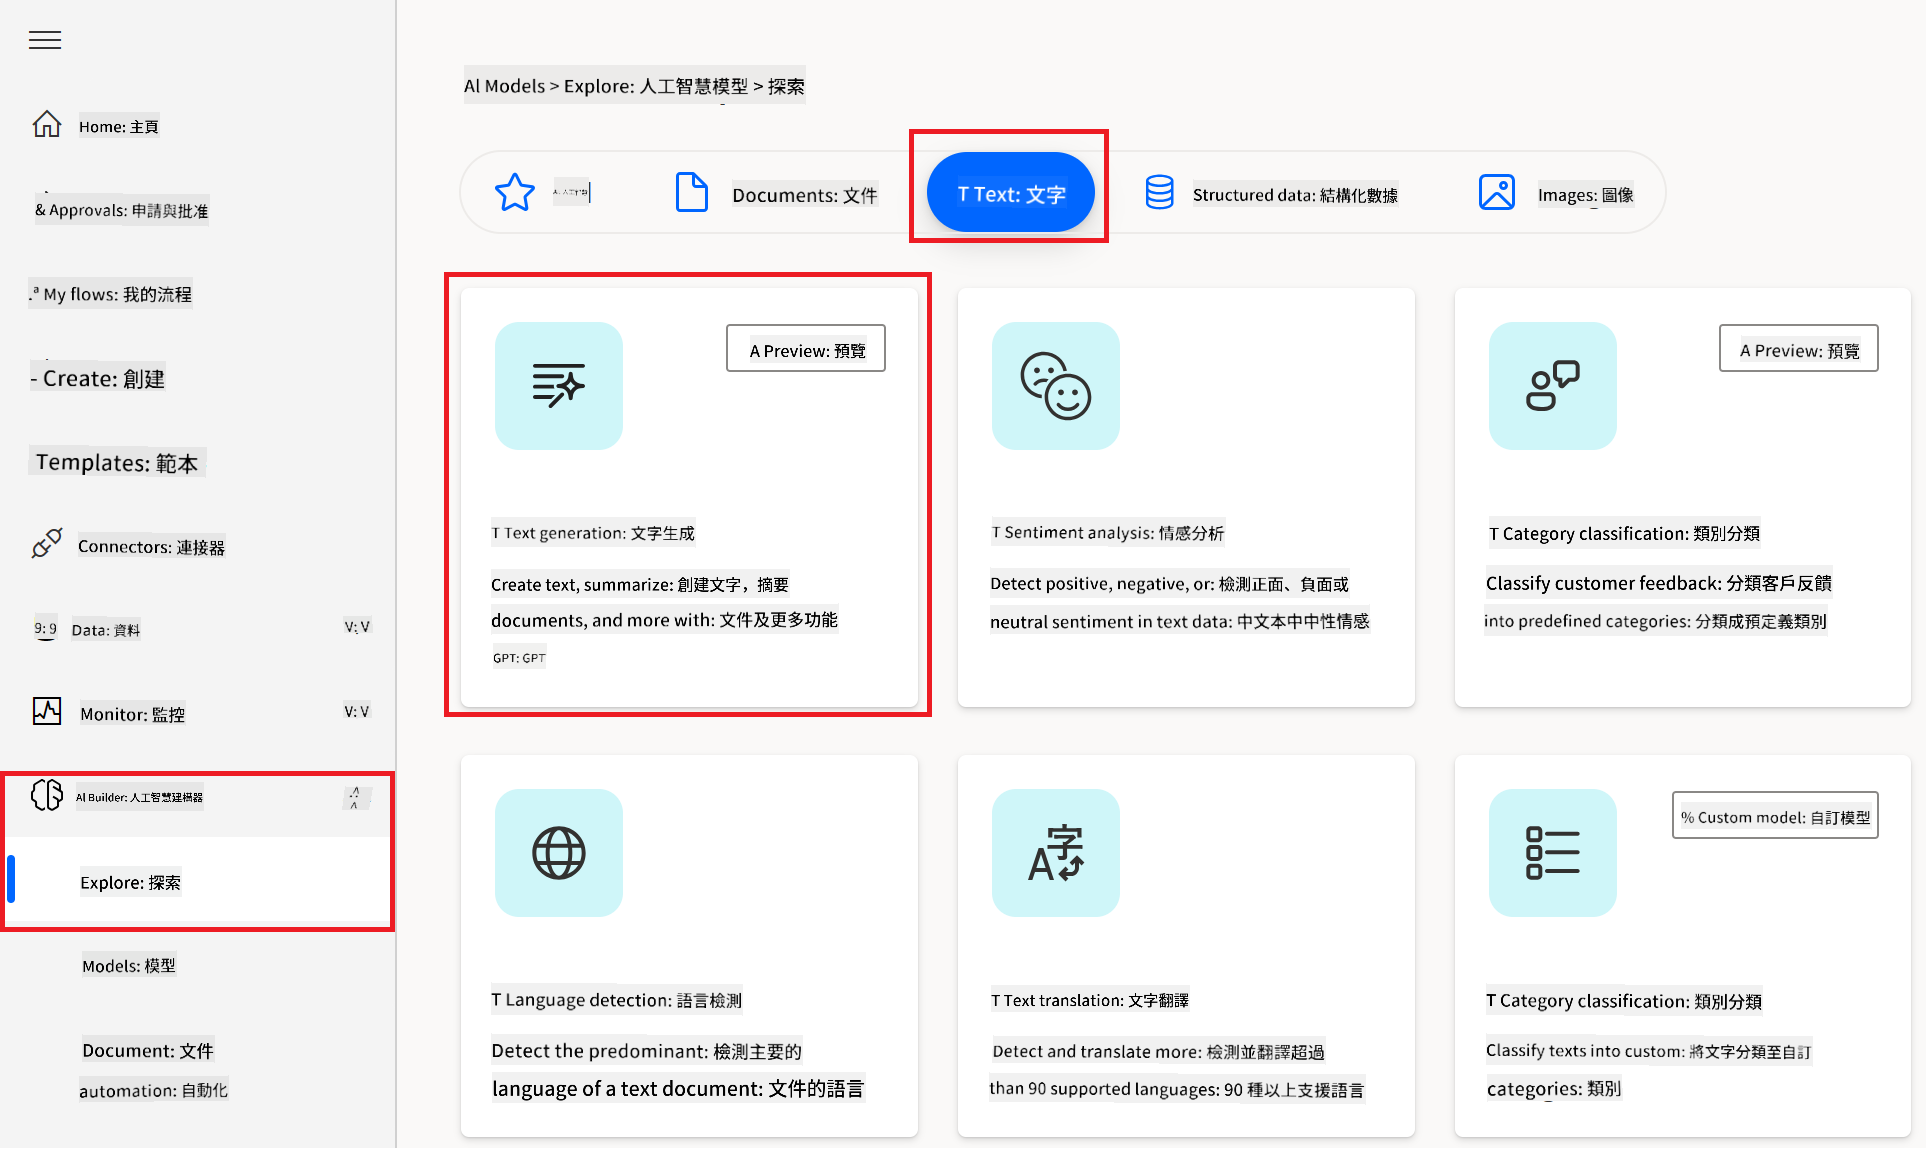 AI Models > Explore: 人工智慧模型 > 探索
Home: 主頁
& Approvals: 申請與批准
My flows: 我的流程
- Create: 創建
Templates: 範本
Connectors: 連接器
9: 9 Data: 資料 V: V
Monitor: 監控 V: V
AI Builder: 人工智慧建構器
Explore: 探索
Models: 模型
Document: 文件
automation: 自動化
Documents: 文件
T Text: 文字
Structured data: 結構化數據
Images: 圖像
A Preview: 預覽
T Text generation: 文字生成
Create text, summarize: 創建文字，摘要
documents, and more with: 文件及更多功能
GPT: GPT
T Sentiment analysis: 情感分析
Detect positive, negative, or: 檢測正面、負面或
neutral sentiment in text data: 中文本中中性情感
A Preview: 預覽
T Category classification: 類別分類
Classify customer feedback: 分類客戶反饋
into predefined categories: 分類成預定義類別
T Language detection: 語言檢測
Detect the predominant: 檢測主要的
language of a text document: 文件的語言
字
A
T Text translation: 文字翻譯
Detect and translate more: 檢測並翻譯超過
than 90 supported languages: 90 種以上支援語言
% Custom model: 自訂模型
T Category classification: 類別分類
Classify texts into custom: 將文字分類至自訂
categories: 類別